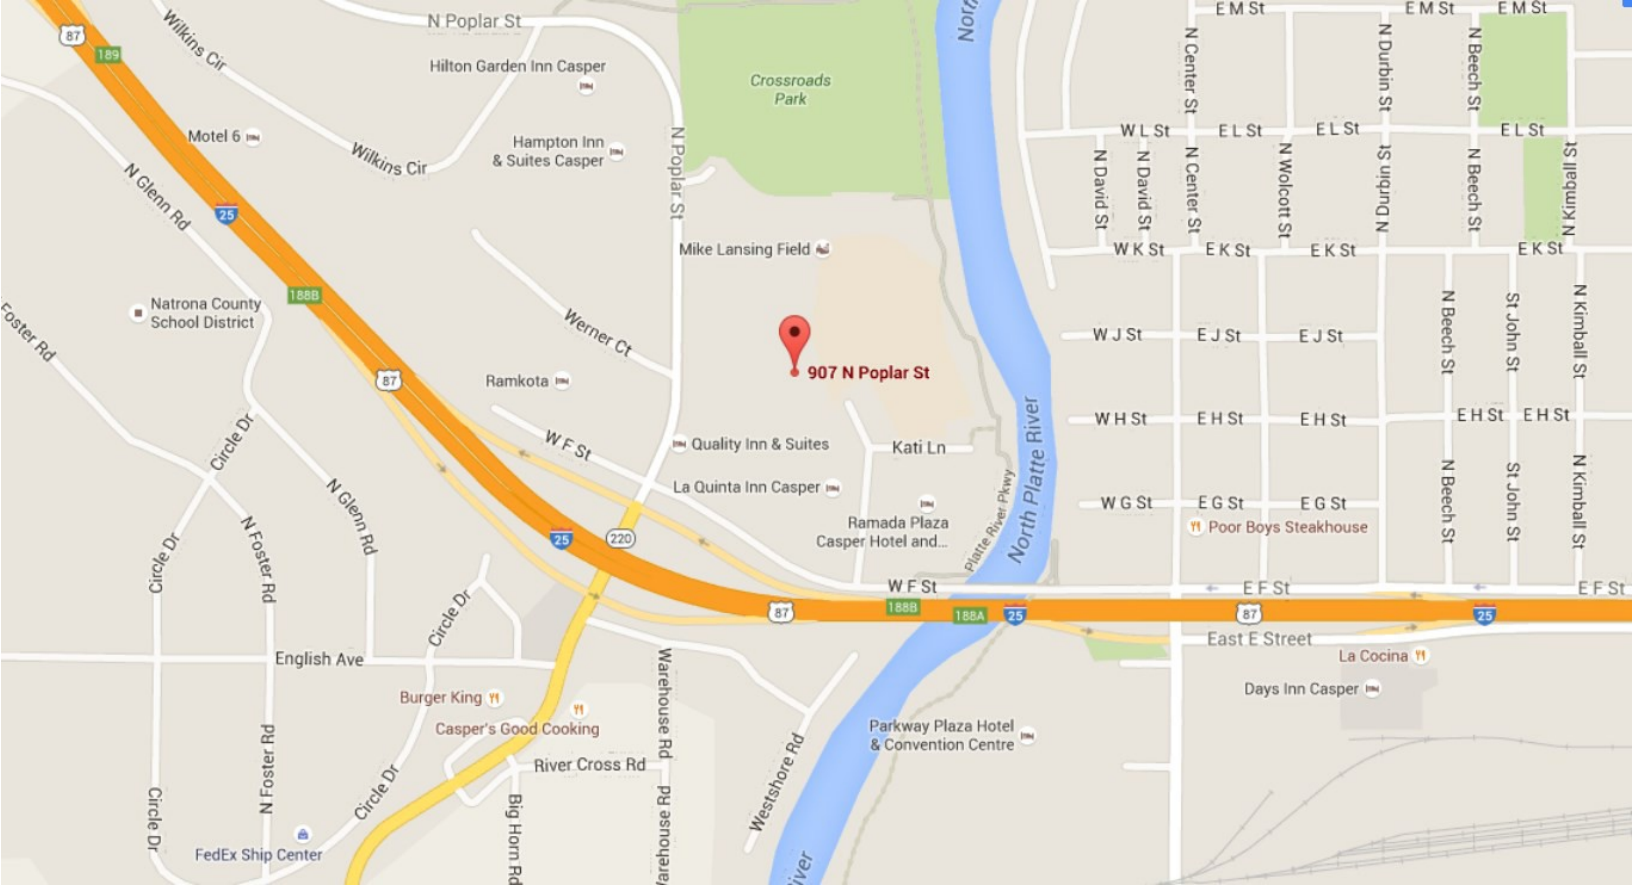 N Poplar St
North
E M St
E M St
E M St
87
189
Wilkins Cir
Hilton Garden Inn Casper
Crossroads
Park
N Center St
N Durbin St
N Beech St
Motel 6
Hampton Inn
& Suites Casper
Wilkins Cir
N Poplar St
W L St
E L St
E L St
E L St
N Glenn Rd
25
N David St
N David St
N Center St
N Wolcott St
N Durbin St
N Beech St
N Kimball St
Mike Lansing Field
W K St
E K St
E K St
E K St
188B
Natrona County
School District
Foster Rd
Werner Ct
907 N Poplar St
W J St
E J St
E J St
N Beech St
St John St
N Kimball St
87
Ramkota
Circle Dr
W F St
Quality Inn & Suites
Kati Ln
North Platte River
W H St
E H St
E H St
E H St
E H St
La Quinta Inn Casper
Ramada Plaza
Casper Hotel and...
Platte River Pkwy
W G St
E G St
E G St
Poor Boys Steakhouse
N Beech St
St John St
N Kimball St
N Glenn Rd
N Foster Rd
Circle Dr
25
220
Circle Dr
W F St
E F St
E F St
87
188B
188A
25
87
25
East E Street
English Ave
Warehouse Rd
La Cocina
Days Inn Casper
Burger King
Casper's Good Cooking
Parkway Plaza Hotel
& Convention Centre
N Foster Rd
River Cross Rd
Westshore Rd
Circle Dr
Circle Dr
Big Horn Rd
Warehouse Rd
FedEx Ship Center
River